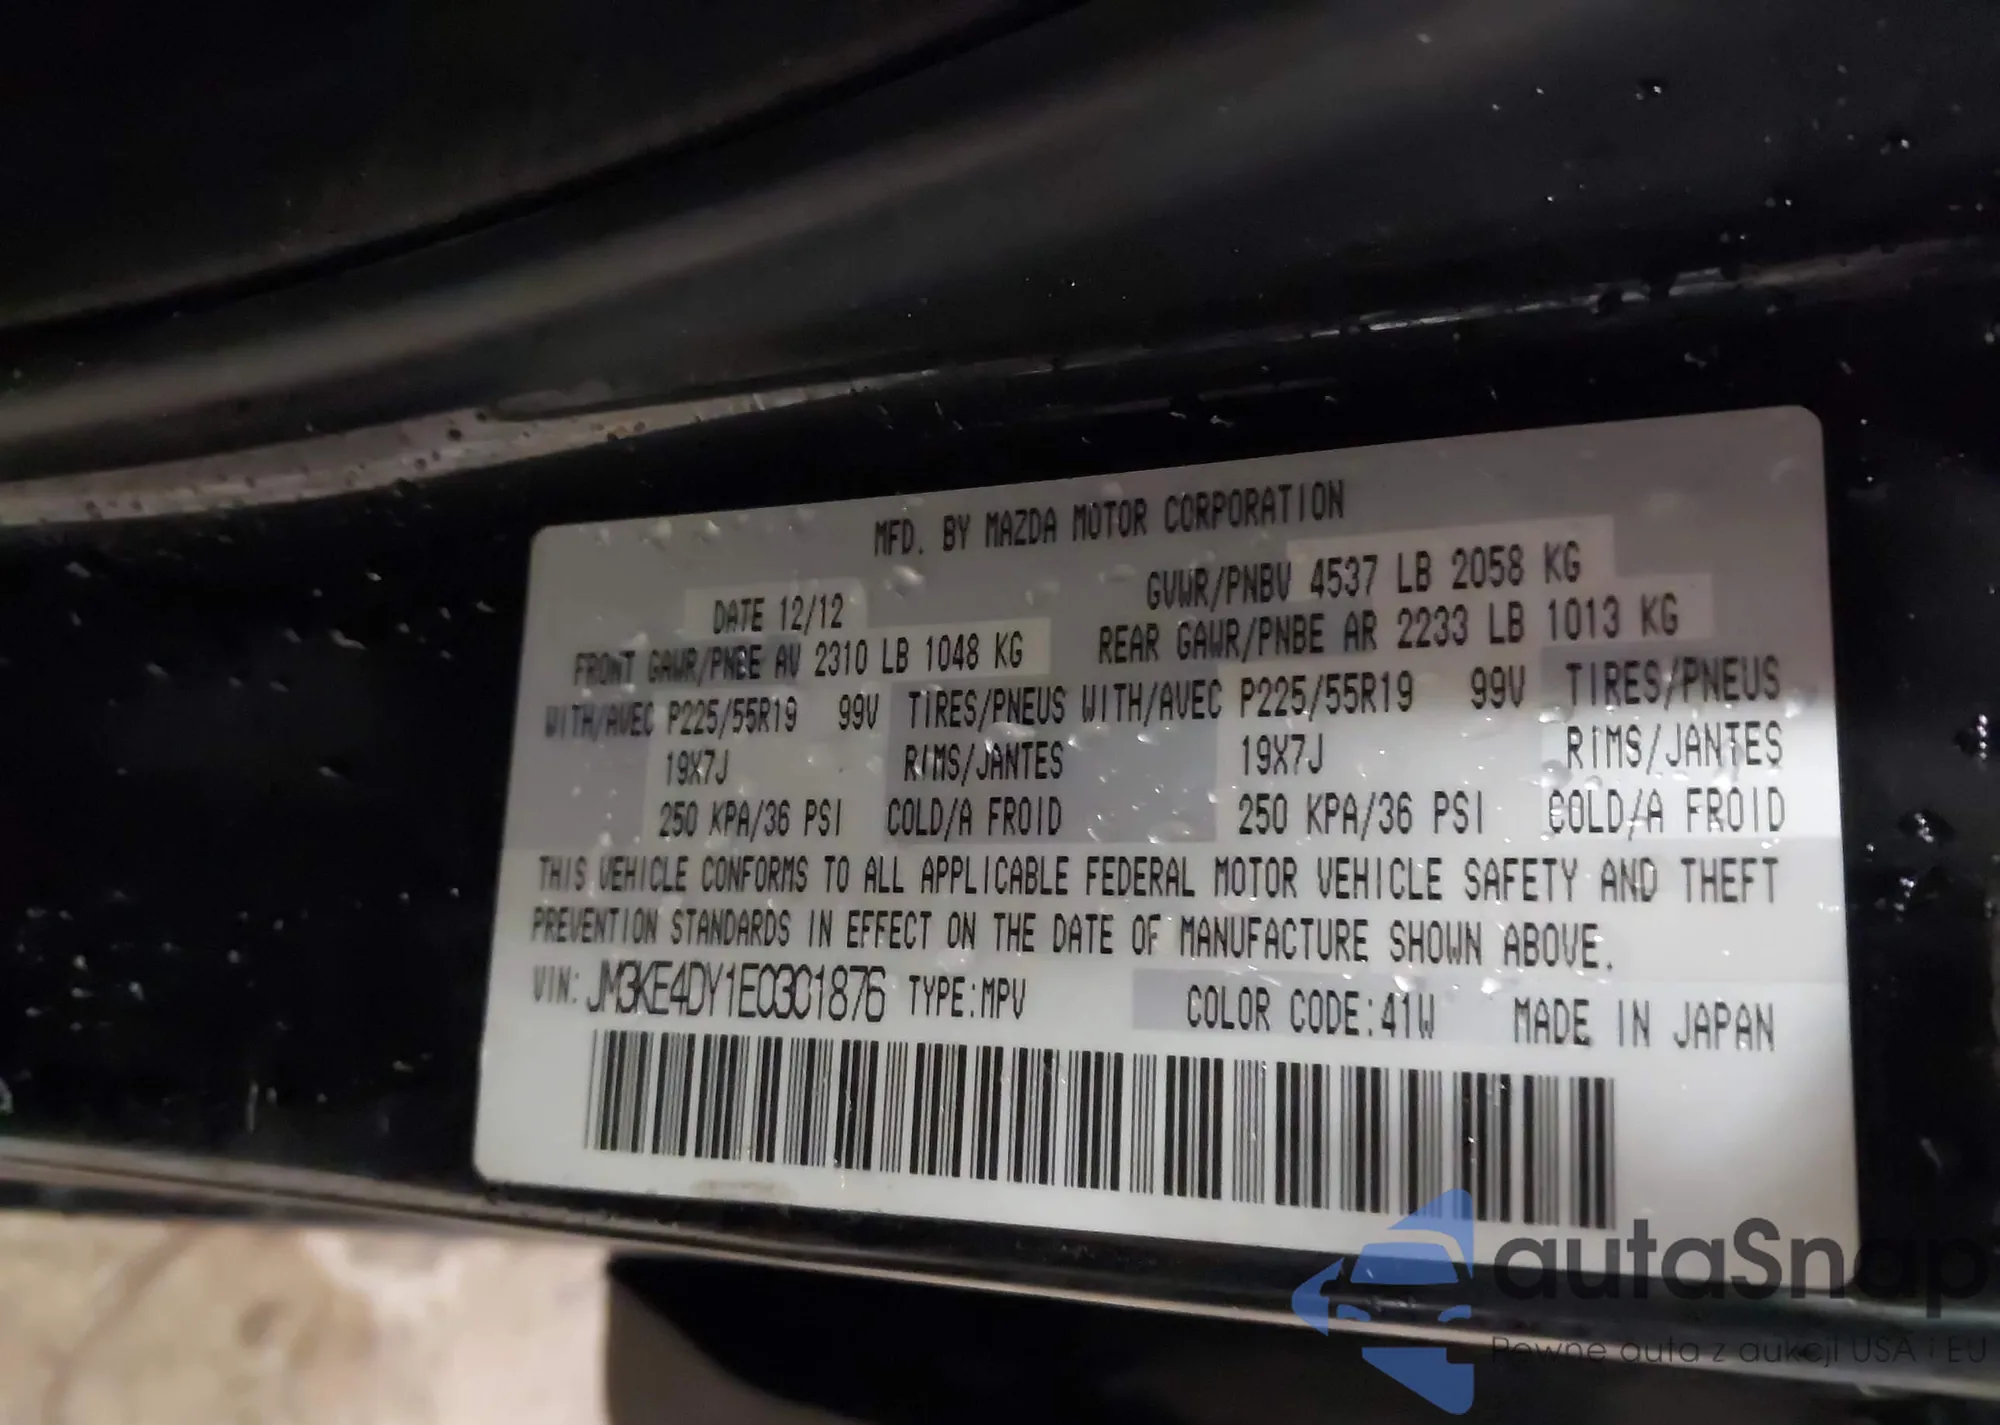 MFD. BY MAZDA MOTOR CORPORATION
DATE 12/12 GVWR/PNBV 4537 LB 2058 KG
FRONT GAWR/PNBE AV 2310 LB 1048 KG REAR GAWR/PNBE AR 2233 LB 1013 KG
WITH/AVEC P225/55R19 99V TIRES/PNEUS WITH/AVEC P225/55R19 99V TIRES/PNEUS
19X7J RIMS/JANTES 19X7J RIMS/JANTES
250 KPA/36 PSI COLD/A FROID 250 KPA/36 PSI COLD/A FROID
THIS VEHICLE CONFORMS TO ALL APPLICABLE FEDERAL MOTOR VEHICLE SAFETY AND THEFT
PREVENTION STANDARDS IN EFFECT ON THE DATE OF MANUFACTURE SHOWN ABOVE.
VIN: JM3KE4DY1E0301876 TYPE:MPV COLOR CODE:41W MADE IN JAPAN
autaSnap
Pewne auta z aukcji USA i EU